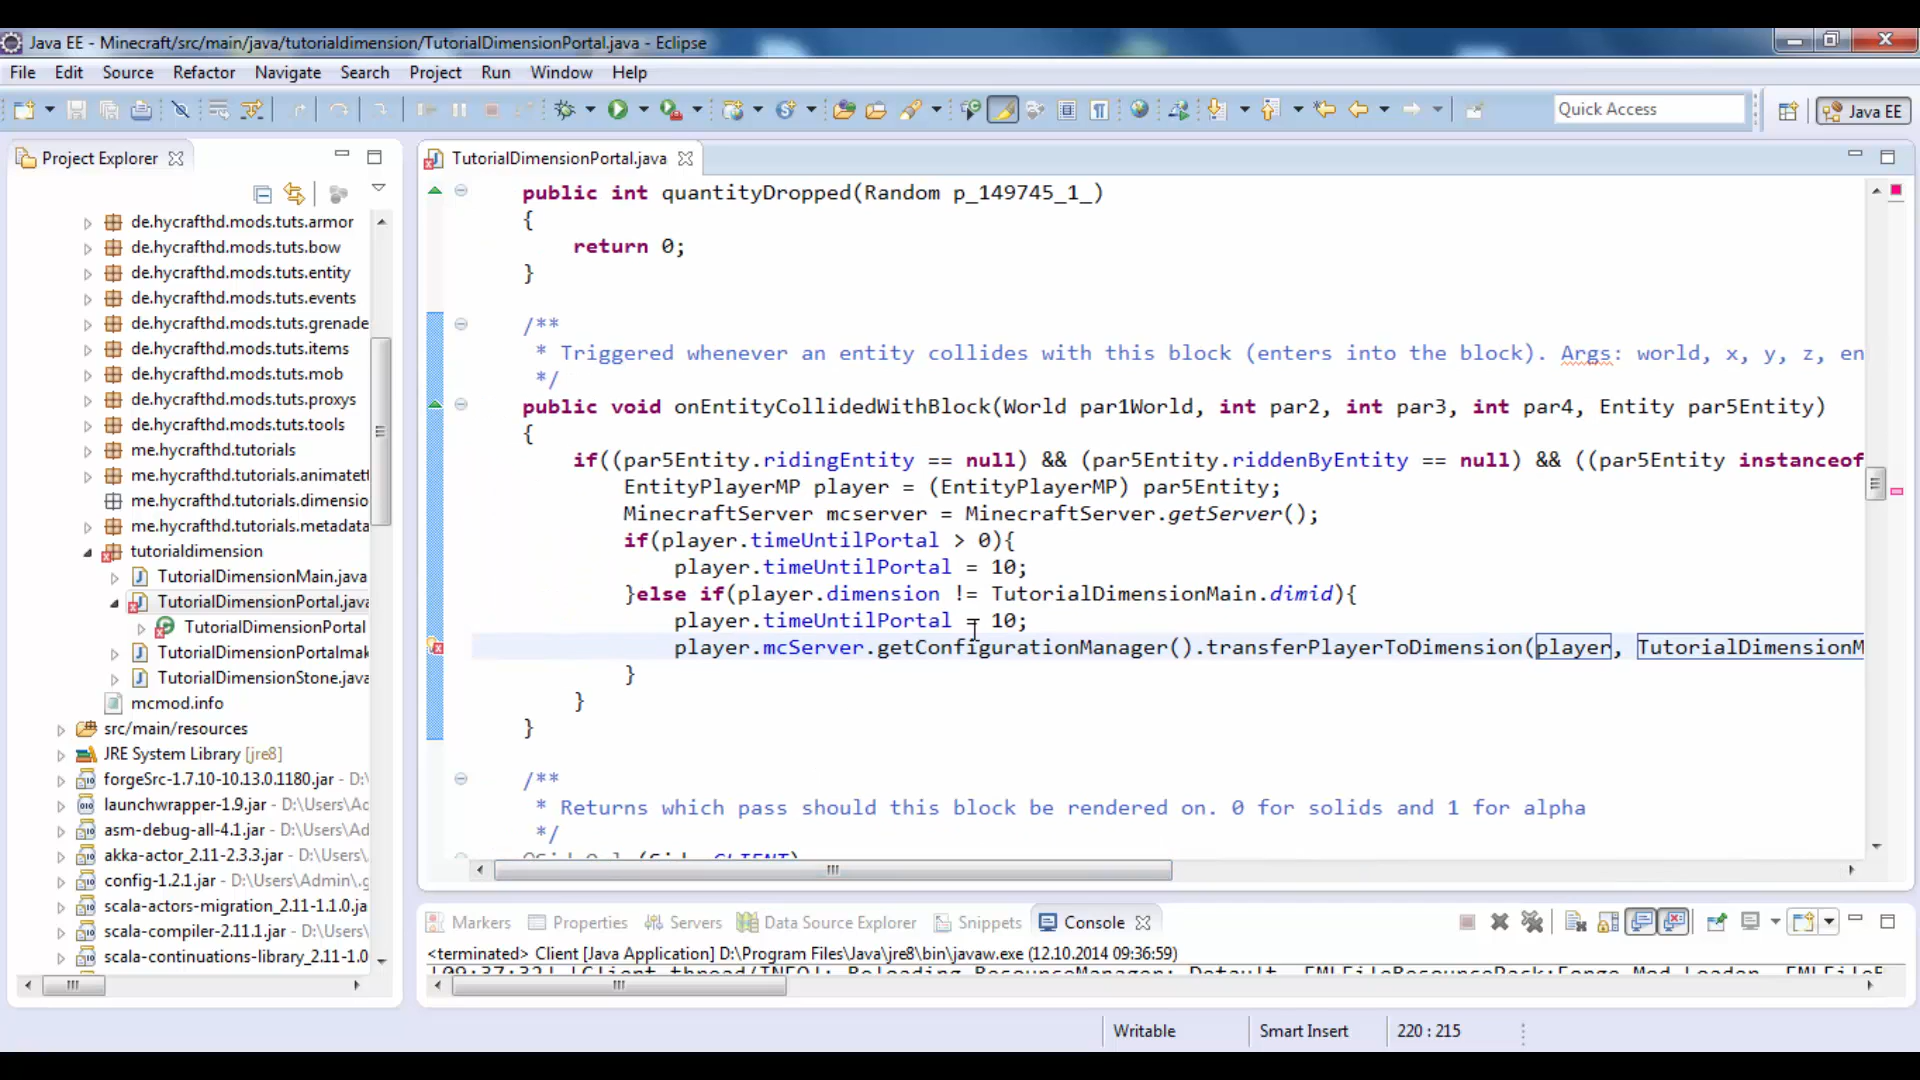 Java EE - Minecraft/src/main/java/tutorialdimension/TutorialDimensionPortal.java - Eclipse
File Edit Source Refactor Navigate Search Project Run Window Help
Quick Access
Java EE
Project Explorer
de.hycrafthd.mods.tuts.armor
de.hycrafthd.mods.tuts.bow
de.hycrafthd.mods.tuts.entity
de.hycrafthd.mods.tuts.events
de.hycrafthd.mods.tuts.grenade
de.hycrafthd.mods.tuts.items
de.hycrafthd.mods.tuts.mob
de.hycrafthd.mods.tuts.proxys
de.hycrafthd.mods.tuts.tools
me.hycrafthd.tutorials
me.hycrafthd.tutorials.animatett
me.hycrafthd.tutorials.dimensio
me.hycrafthd.tutorials.metadata
tutorialdimension
TutorialDimensionMain.java
TutorialDimensionPortal.java
TutorialDimensionPortal
TutorialDimensionPortalmak
TutorialDimensionStone.java
mcmod.info
src/main/resources
JRE System Library [jre8]
forgeSrc-1.7.10-10.13.0.1180.jar - D:\
launchwrapper-1.9.jar - D:\Users\Ac
asm-debug-all-4.1.jar - D:\Users\Ad
akka-actor_2.11-2.3.3.jar - D:\Users\
config-1.2.1.jar - D:\Users\Admin\.g
scala-actors-migration_2.11-1.1.0.ja
scala-compiler-2.11.1.jar - D:\Users\
scala-continuations-library_2.11-1.0
TutorialDimensionPortal.java
public int quantityDropped(Random p_149745_1_)
{
return 0;
}
/**
* Triggered whenever an entity collides with this block (enters into the block). Args: world, x, y, z, en
*/
public void onEntityCollidedWithBlock(World par1World, int par2, int par3, int par4, Entity par5Entity)
{
if((par5Entity.ridingEntity == null) && (par5Entity.riddenByEntity == null) && ((par5Entity instanceof
EntityPlayerMP player = (EntityPlayerMP) par5Entity;
MinecraftServer mcserver = MinecraftServer.getServer();
if(player.timeUntilPortal > 0){
player.timeUntilPortal = 10;
}else if(player.dimension != TutorialDimensionMain.dimid){
player.timeUntilPortal = 10;
player.mcServer.getConfigurationManager().transferPlayerToDimension(player, TutorialDimensionM
}
}
}
/**
* Returns which pass should this block be rendered on. 0 for solids and 1 for alpha
*/
Markers Properties Servers Data Source Explorer Snippets Console
<terminated> Client [Java Application] D:\Program Files\Java\jre8\bin\javaw.exe (12.10.2014 09:36:59)
Writable Smart Insert 220 : 215